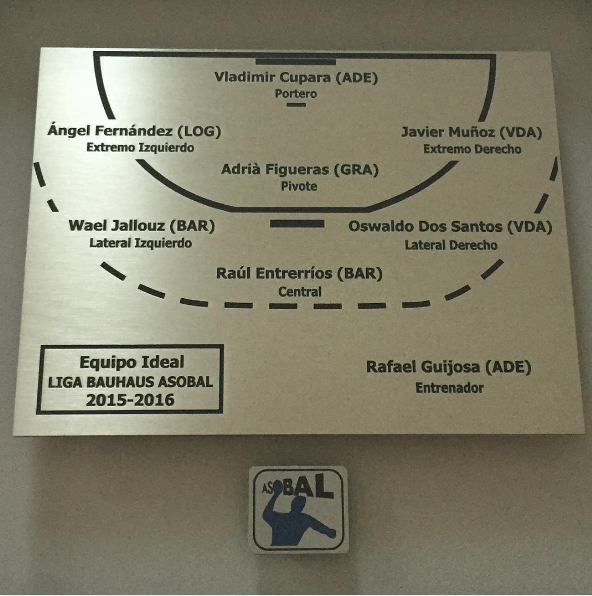 Vladimir Cupara (ADE)
Portero
Ángel Fernández (LOG)
Extremo Izquierdo
Javier Muñoz (VDA)
Extremo Derecho
Adrià Figueras (GRA)
Pivote
Wael Jallouz (BAR)
Lateral Izquierdo
Oswaldo Dos Santos (VDA)
Lateral Derecho
Raúl Entrerríos (BAR)
Central
Equipo Ideal
LIGA BAUHAUS ASOBAL
2015-2016
Rafael Guijosa (ADE)
Entrenador
ASOBAL